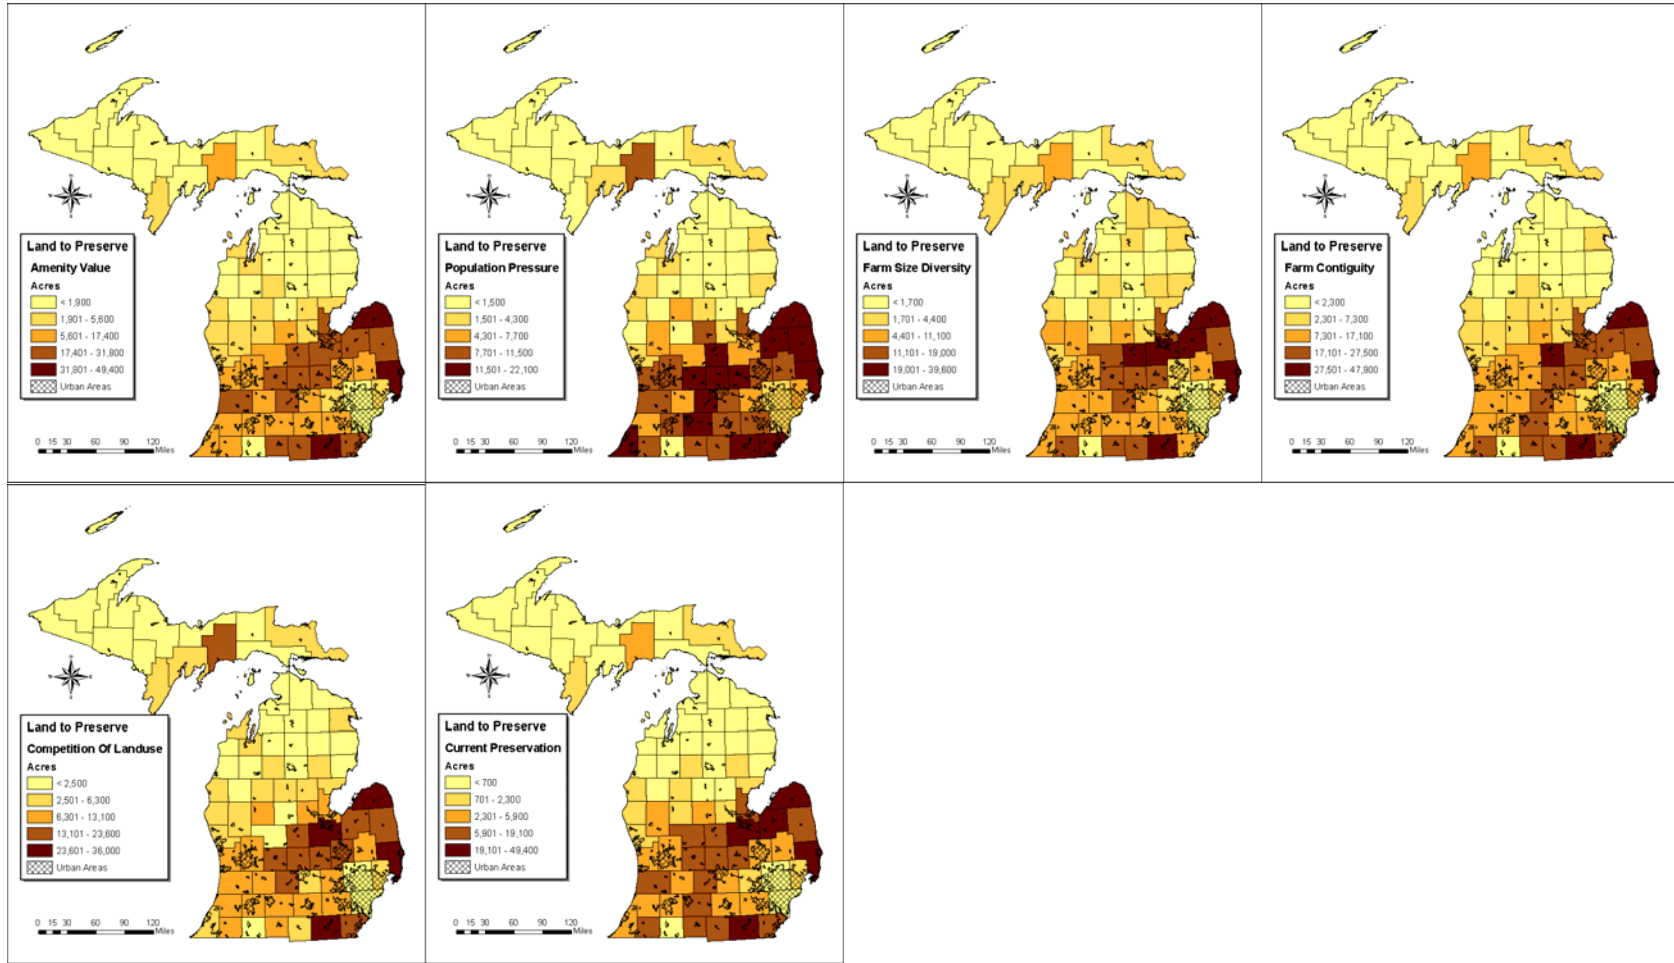 Land to Preserve
Amenity Value
Acres
< 1,900
1,901 - 5,600
5,601 - 17,400
17,401 - 31,800
31,801 - 49,400
Urban Areas
0 15 30 60 90 120
Miles
Land to Preserve
Population Pressure
Acres
< 1,500
1,501 - 4,300
4,301 - 7,700
7,701 - 11,500
11,501 - 22,100
Urban Areas
0 15 30 60 90 120
Miles
Land to Preserve
Farm Size Diversity
Acres
< 1,700
1,701 - 4,400
4,401 - 11,100
11,101 - 19,000
19,001 - 39,600
Urban Areas
0 15 30 60 90 120
Miles
Land to Preserve
Farm Contiguity
Acres
< 2,300
2,301 - 7,300
7,301 - 17,100
17,101 - 27,500
27,501 - 47,900
Urban Areas
0 15 30 60 90 120
Miles
Land to Preserve
Competition Of Landuse
Acres
< 2,500
2,501 - 6,300
6,301 - 13,100
13,101 - 23,600
23,601 - 36,000
Urban Areas
0 15 30 60 90 120
Miles
Land to Preserve
Current Preservation
Acres
< 700
701 - 2,300
2,301 - 5,900
5,901 - 19,100
19,101 - 49,400
Urban Areas
0 15 30 60 90 120
Miles